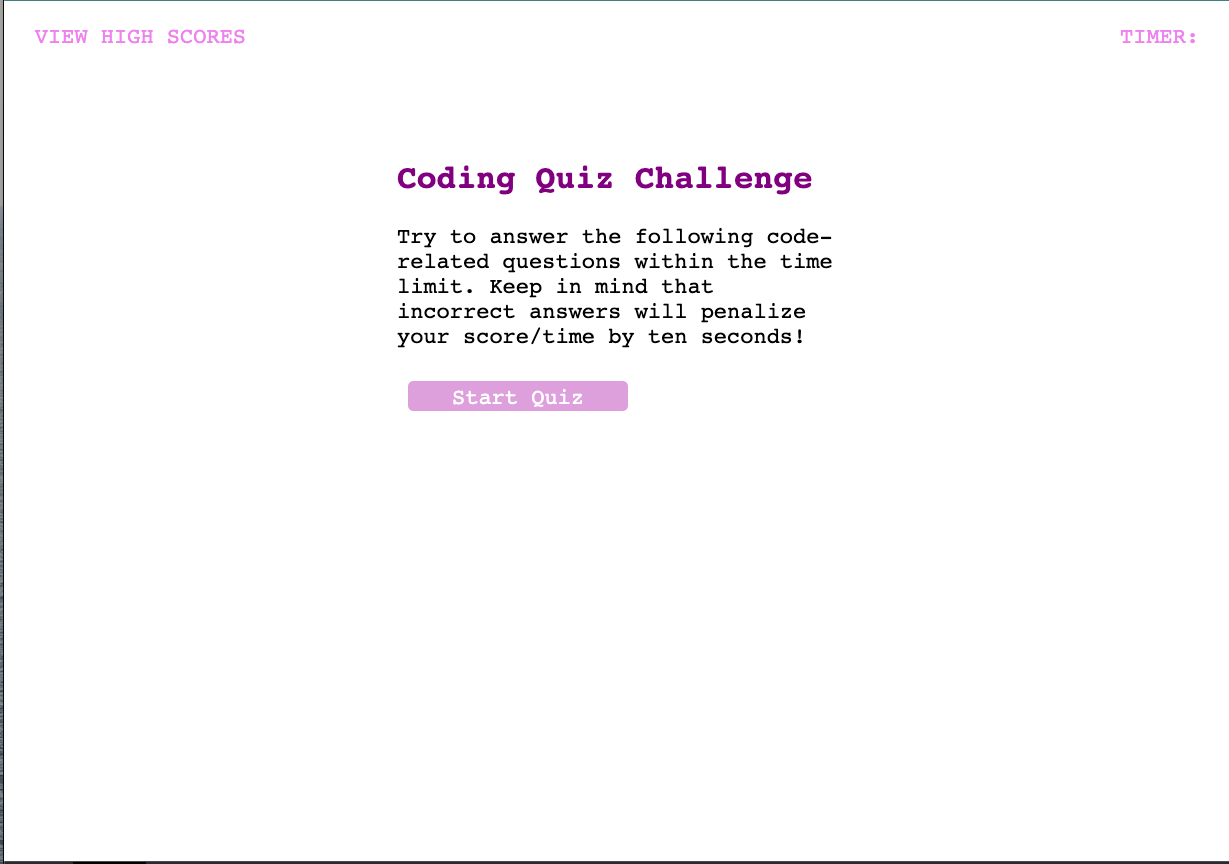 VIEW HIGH SCORES
TIMER:
Coding Quiz Challenge
Try to answer the following code-
related questions within the time
limit. Keep in mind that
incorrect answers will penalize
your score/time by ten seconds!
Start Quiz